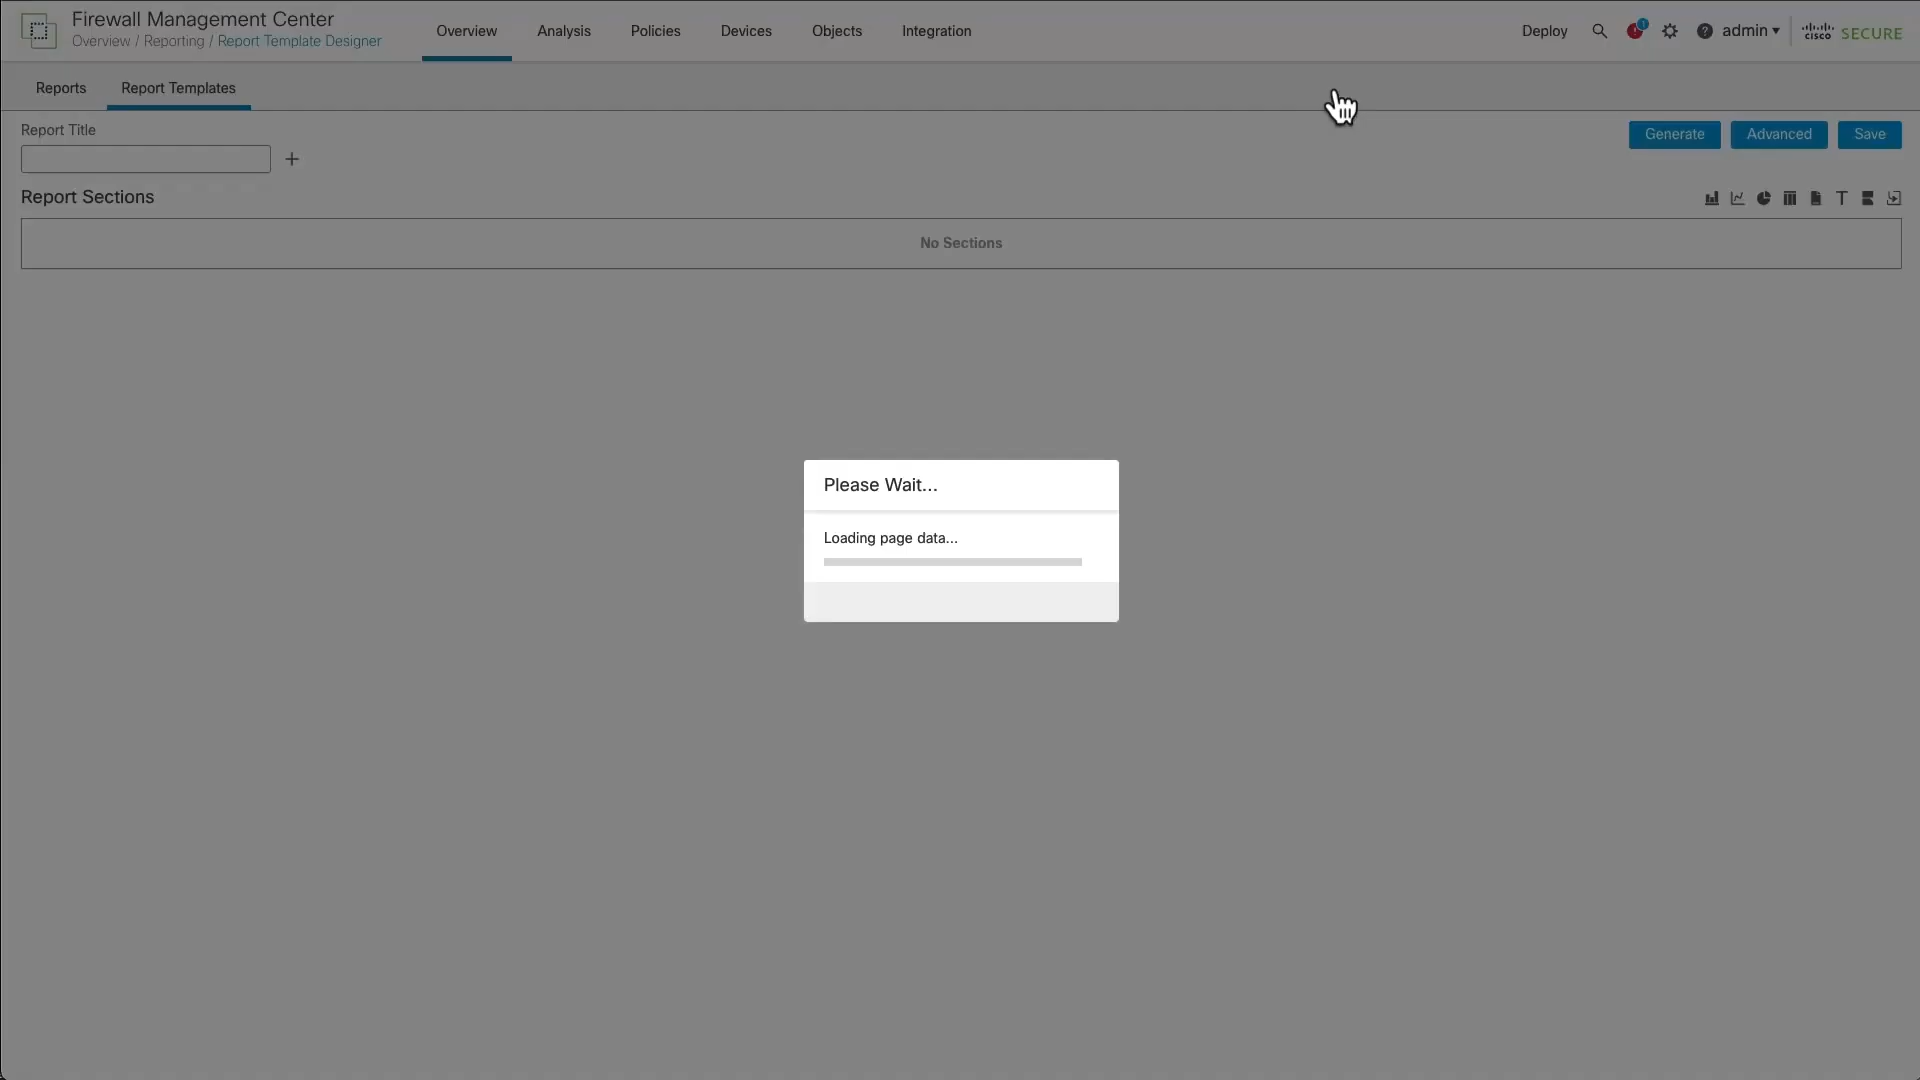 Firewall Management Center
Overview / Reporting / Report Template Designer
Overview
Analysis
Policies
Devices
Objects
Integration
Deploy
!
1
?
admin
cisco SECURE
Reports
Report Templates
Report Title
+
Generate
Advanced
Save
Report Sections
T
No Sections
Please Wait...
Loading page data...